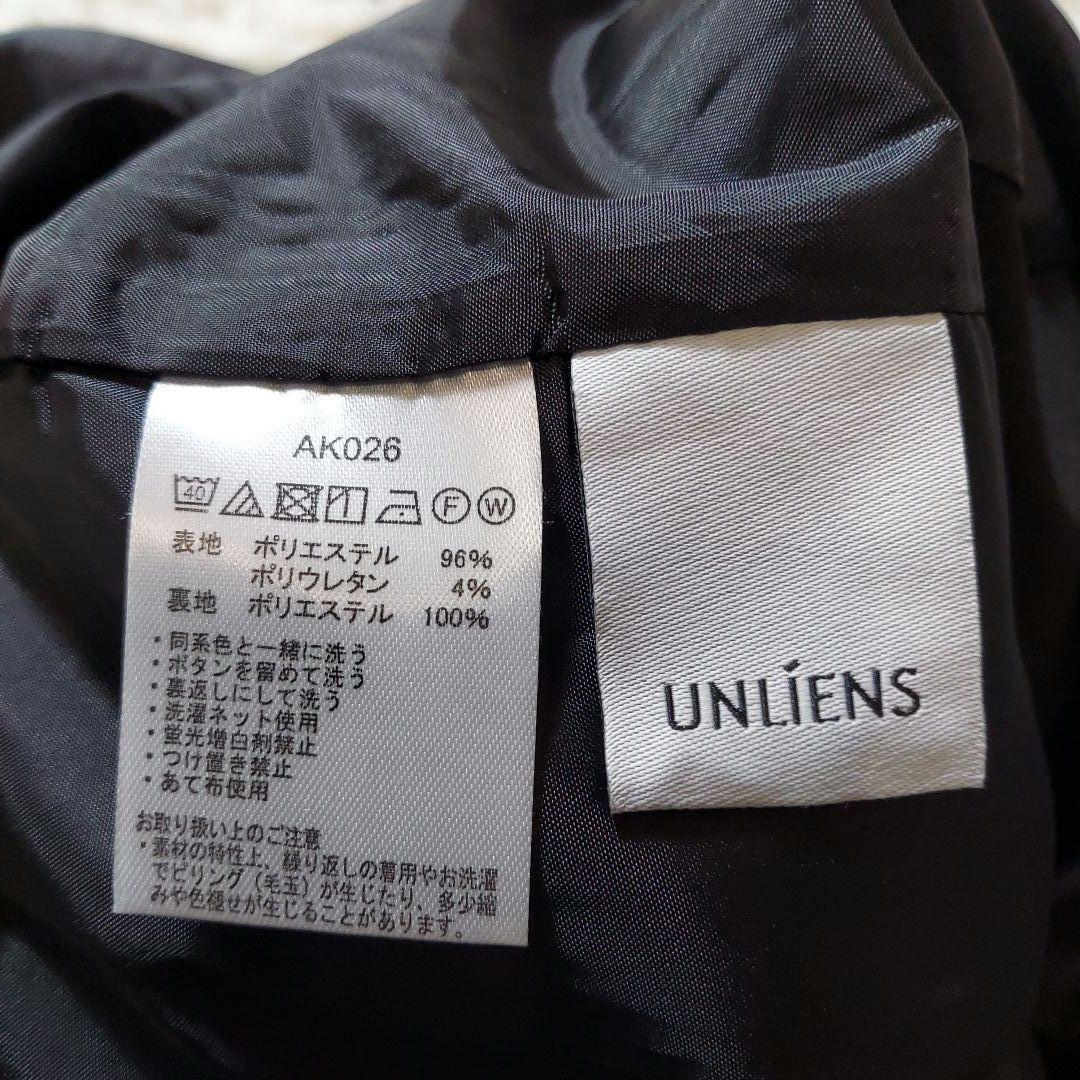 AK026
40 F W
表地 ポリエステル 96%
ポリウレタン 4%
裏地 ポリエステル 100%
・同系色と一緒に洗う
・ボタンを留めて洗う
・裏返しにして洗う
・洗濯ネット使用
・蛍光増白剤禁止
・つけ置き禁止
・あて布使用
お取り扱い上のご注意
・素材の特性上、繰り返しの着用やお洗濯
でピリング（毛玉）が生じたり、多少縮
みや色褪せが生じることがあります。
UNLÍENS